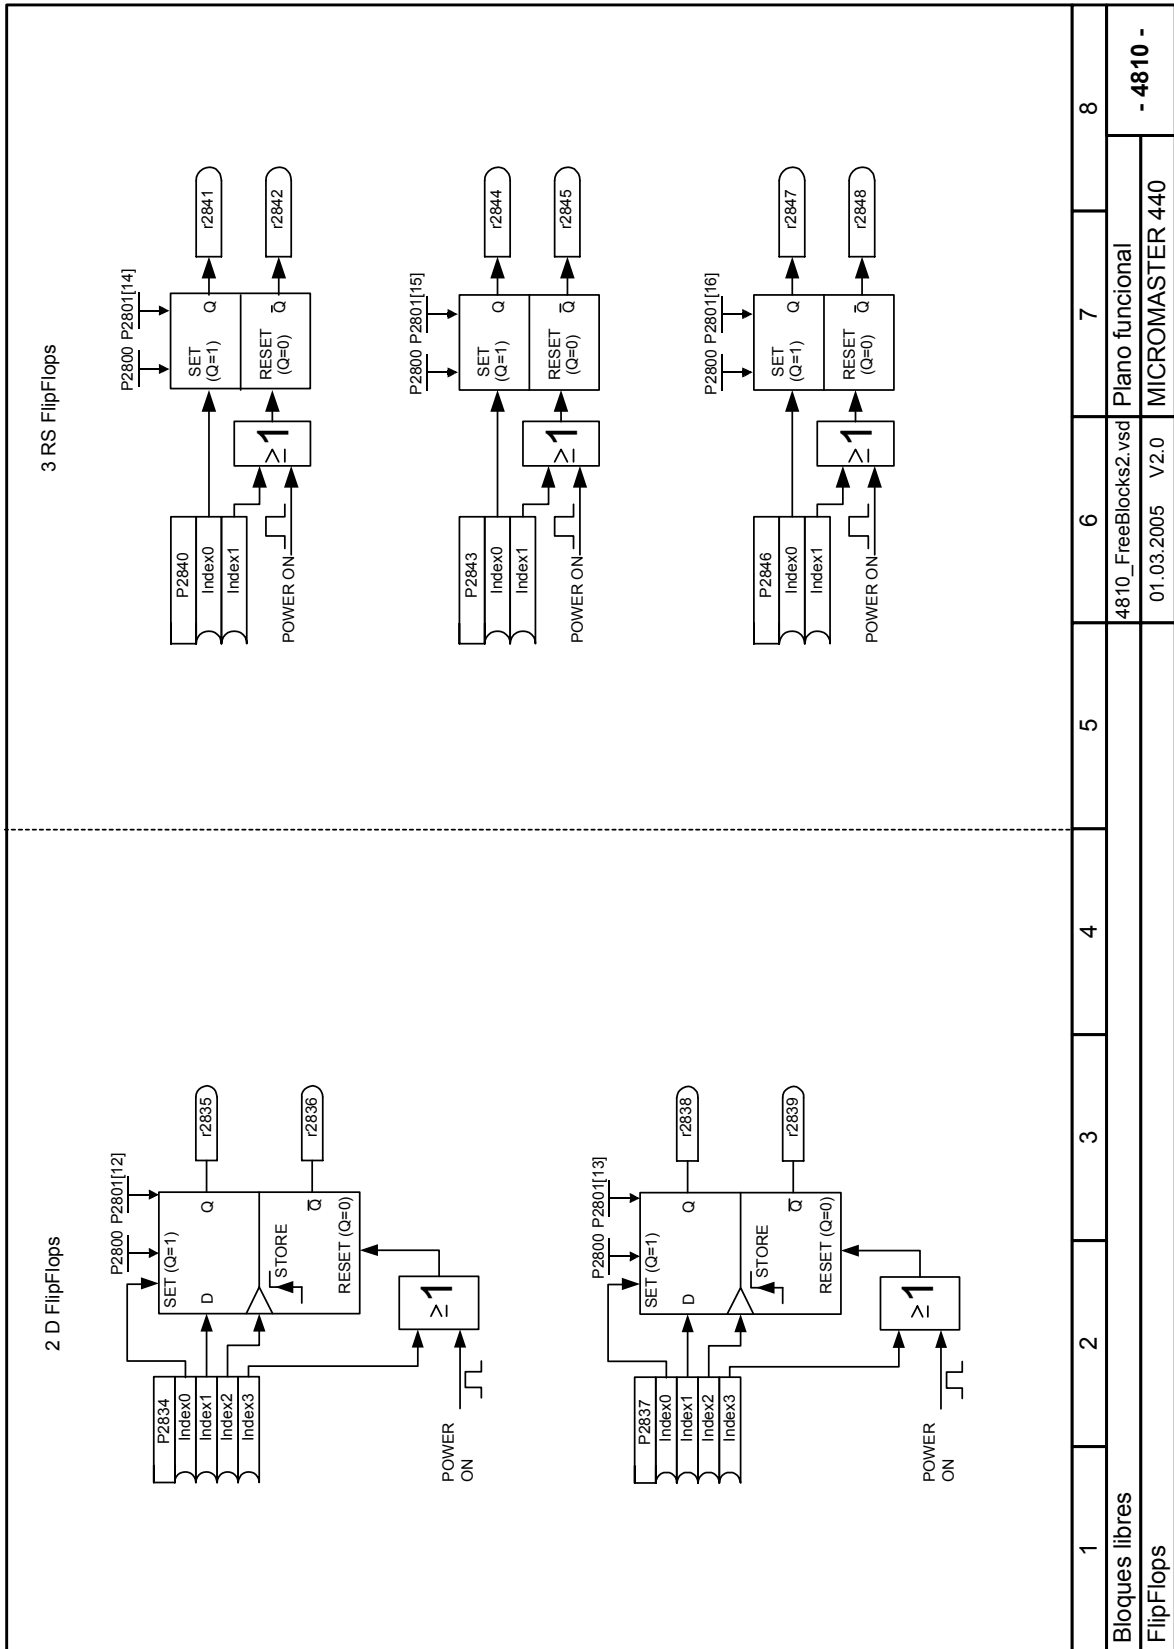 2 D FlipFlops
P2800 P2801[12]
P2834
Index0
Index1
Index2
Index3
SET (Q=1)
D
Q
STORE
Q
RESET (Q=0)
r2835
r2836
POWER
ON
≥1
P2800 P2801[13]
P2837
Index0
Index1
Index2
Index3
SET (Q=1)
D
Q
STORE
Q
RESET (Q=0)
r2838
r2839
POWER
ON
≥1
3 RS FlipFlops
P2800 P2801[14]
P2840
Index0
Index1
POWER ON
≥1
SET
(Q=1)
Q
RESET
(Q=0)
Q
r2841
r2842
P2800 P2801[15]
P2843
Index0
Index1
POWER ON
≥1
SET
(Q=1)
Q
RESET
(Q=0)
Q
r2844
r2845
P2800 P2801[16]
P2846
Index0
Index1
POWER ON
≥1
SET
(Q=1)
Q
RESET
(Q=0)
Q
r2847
r2848
1 2 3 4 5 6 7 8
Bloques libres 4810_FreeBlocks2.vsd Plano funcional
FlipFlops 01.03.2005 V2.0 MICROMASTER 440
- 4810 -